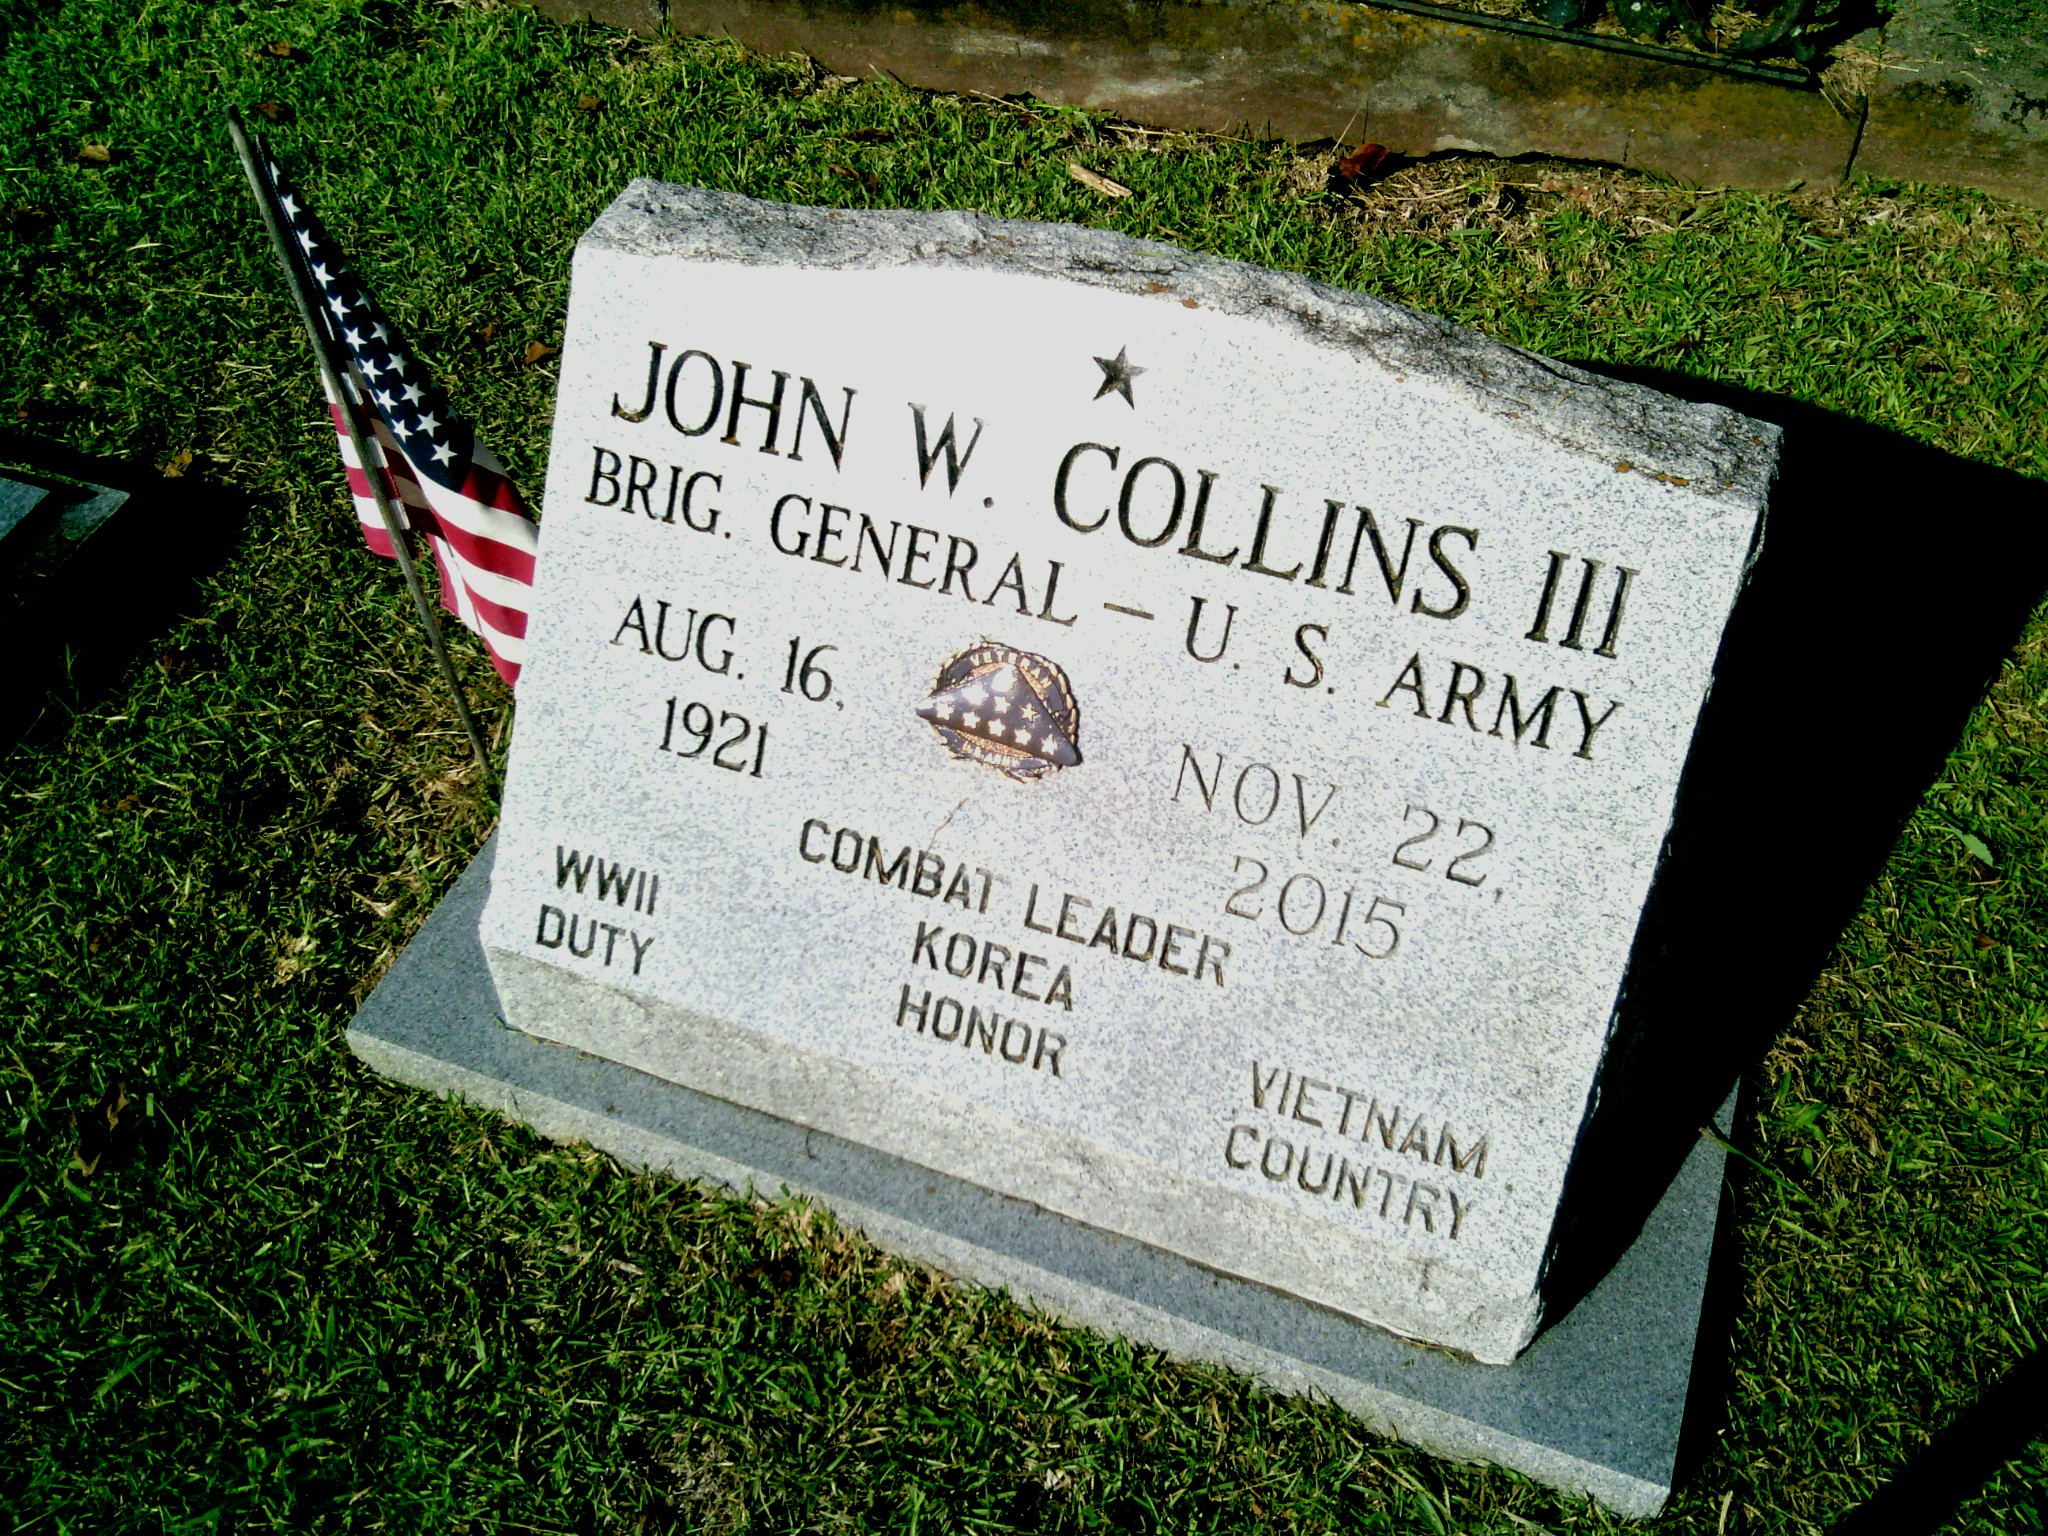 JOHN W. COLLINS III
BRIG. GENERAL – U. S. ARMY
AUG. 16,
1921
NOV. 22,
2015
COMBAT LEADER
WWII
KOREA
VIETNAM
DUTY
HONOR
COUNTRY